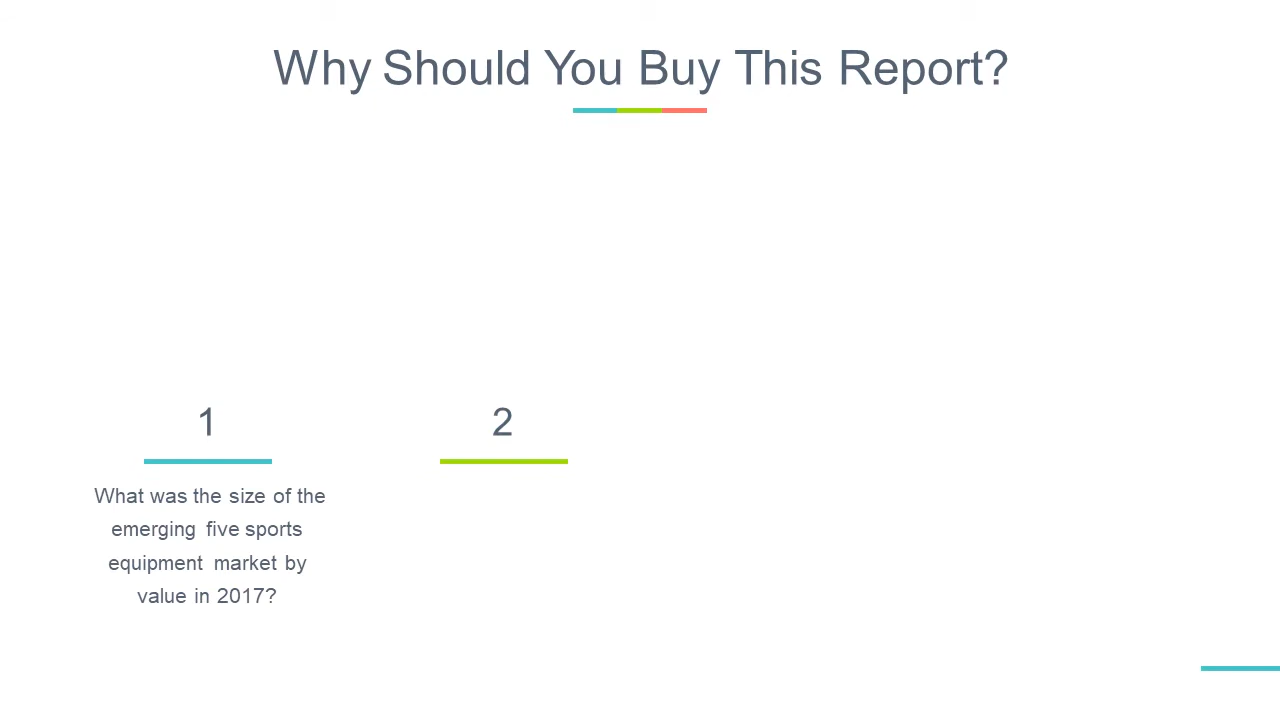 Why Should You Buy This Report?
1
What was the size of the
emerging five sports
equipment market by
value in 2017?
2